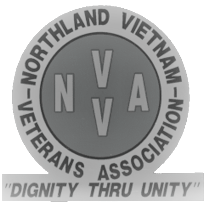 NORTHLAND VIETNAM
V
N A
V
VETERANS ASSOCIATION
"DIGNITY THRU UNITY"